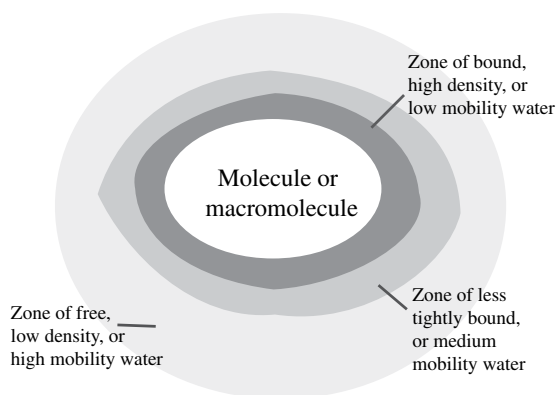 Zone of bound,
high density, or
low mobility water
Molecule or
macromolecule
Zone of less
tightly bound,
or medium
mobility water
Zone of free,
low density, or
high mobility water